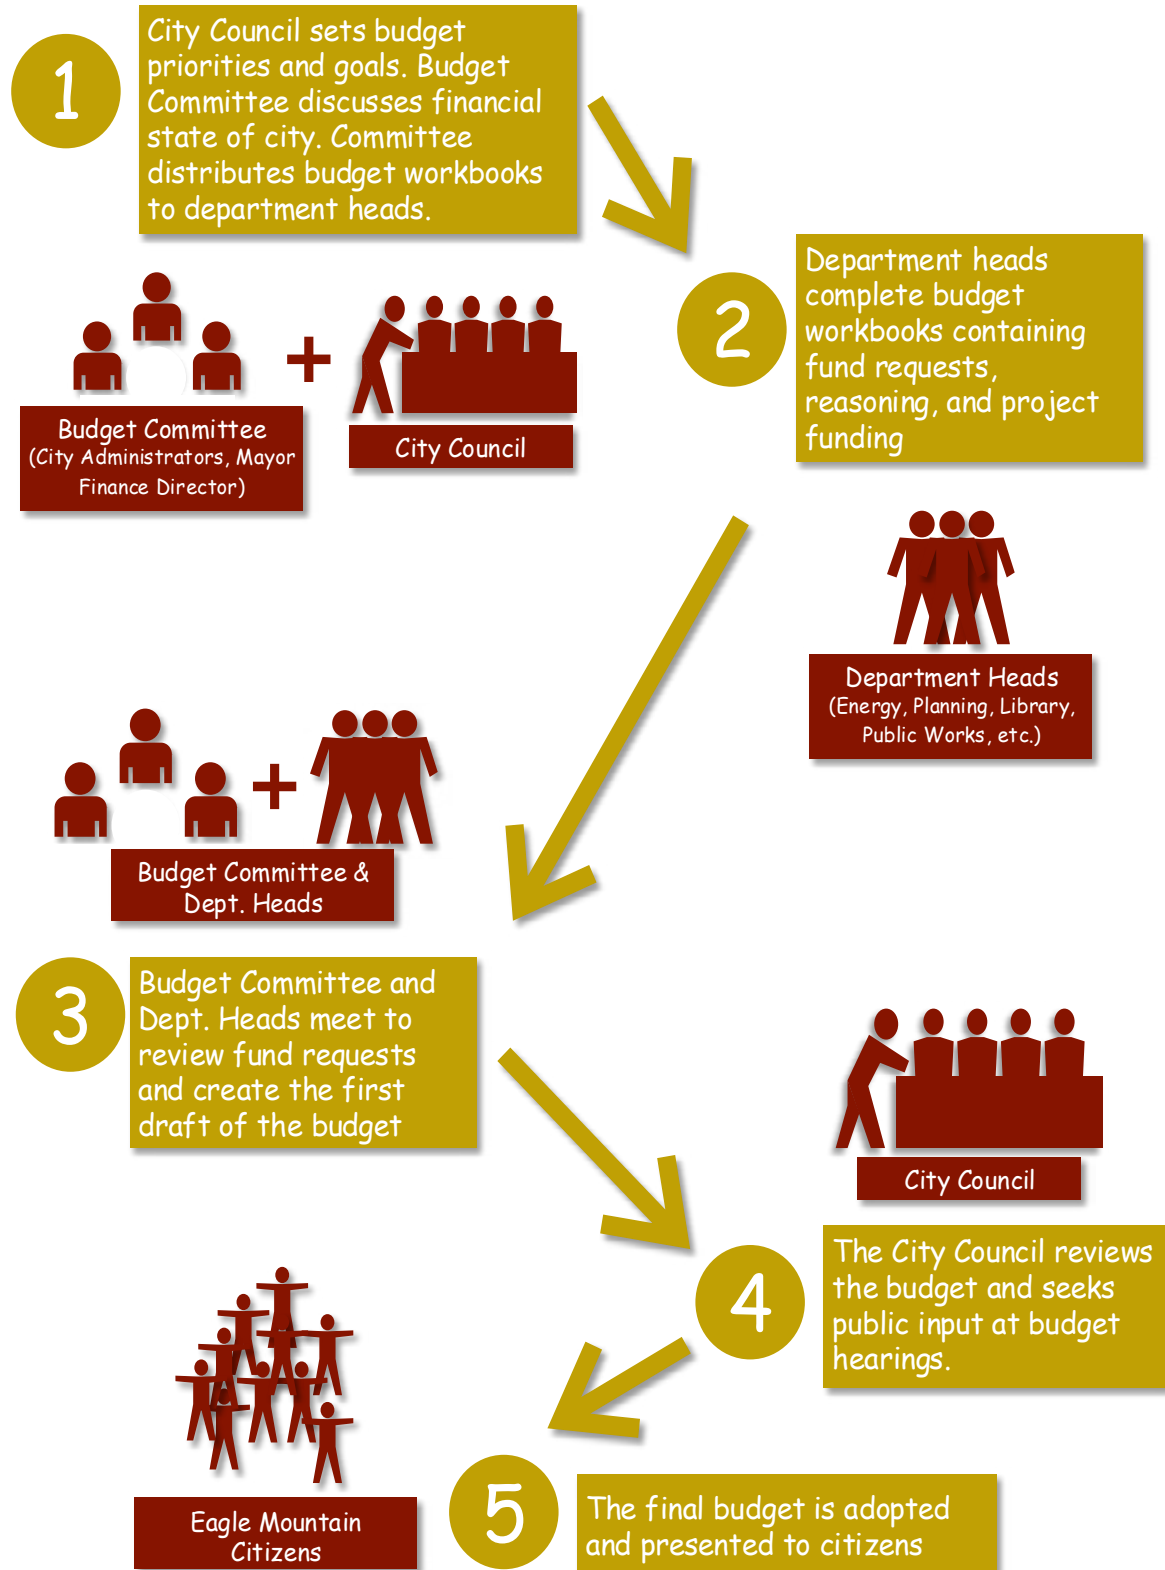 1
City Council sets budget
priorities and goals. Budget
Committee discusses financial
state of city. Committee
distributes budget workbooks
to department heads.
Budget Committee
(City Administrators, Mayor
Finance Director)
+
City Council
2
Department heads
complete budget
workbooks containing
fund requests,
reasoning, and project
funding
Department Heads
(Energy, Planning, Library,
Public Works, etc.)
+
Budget Committee &
Dept. Heads
3
Budget Committee and
Dept. Heads meet to
review fund requests
and create the first
draft of the budget
City Council
4
The City Council reviews
the budget and seeks
public input at budget
hearings.
Eagle Mountain
Citizens
5
The final budget is adopted
and presented to citizens